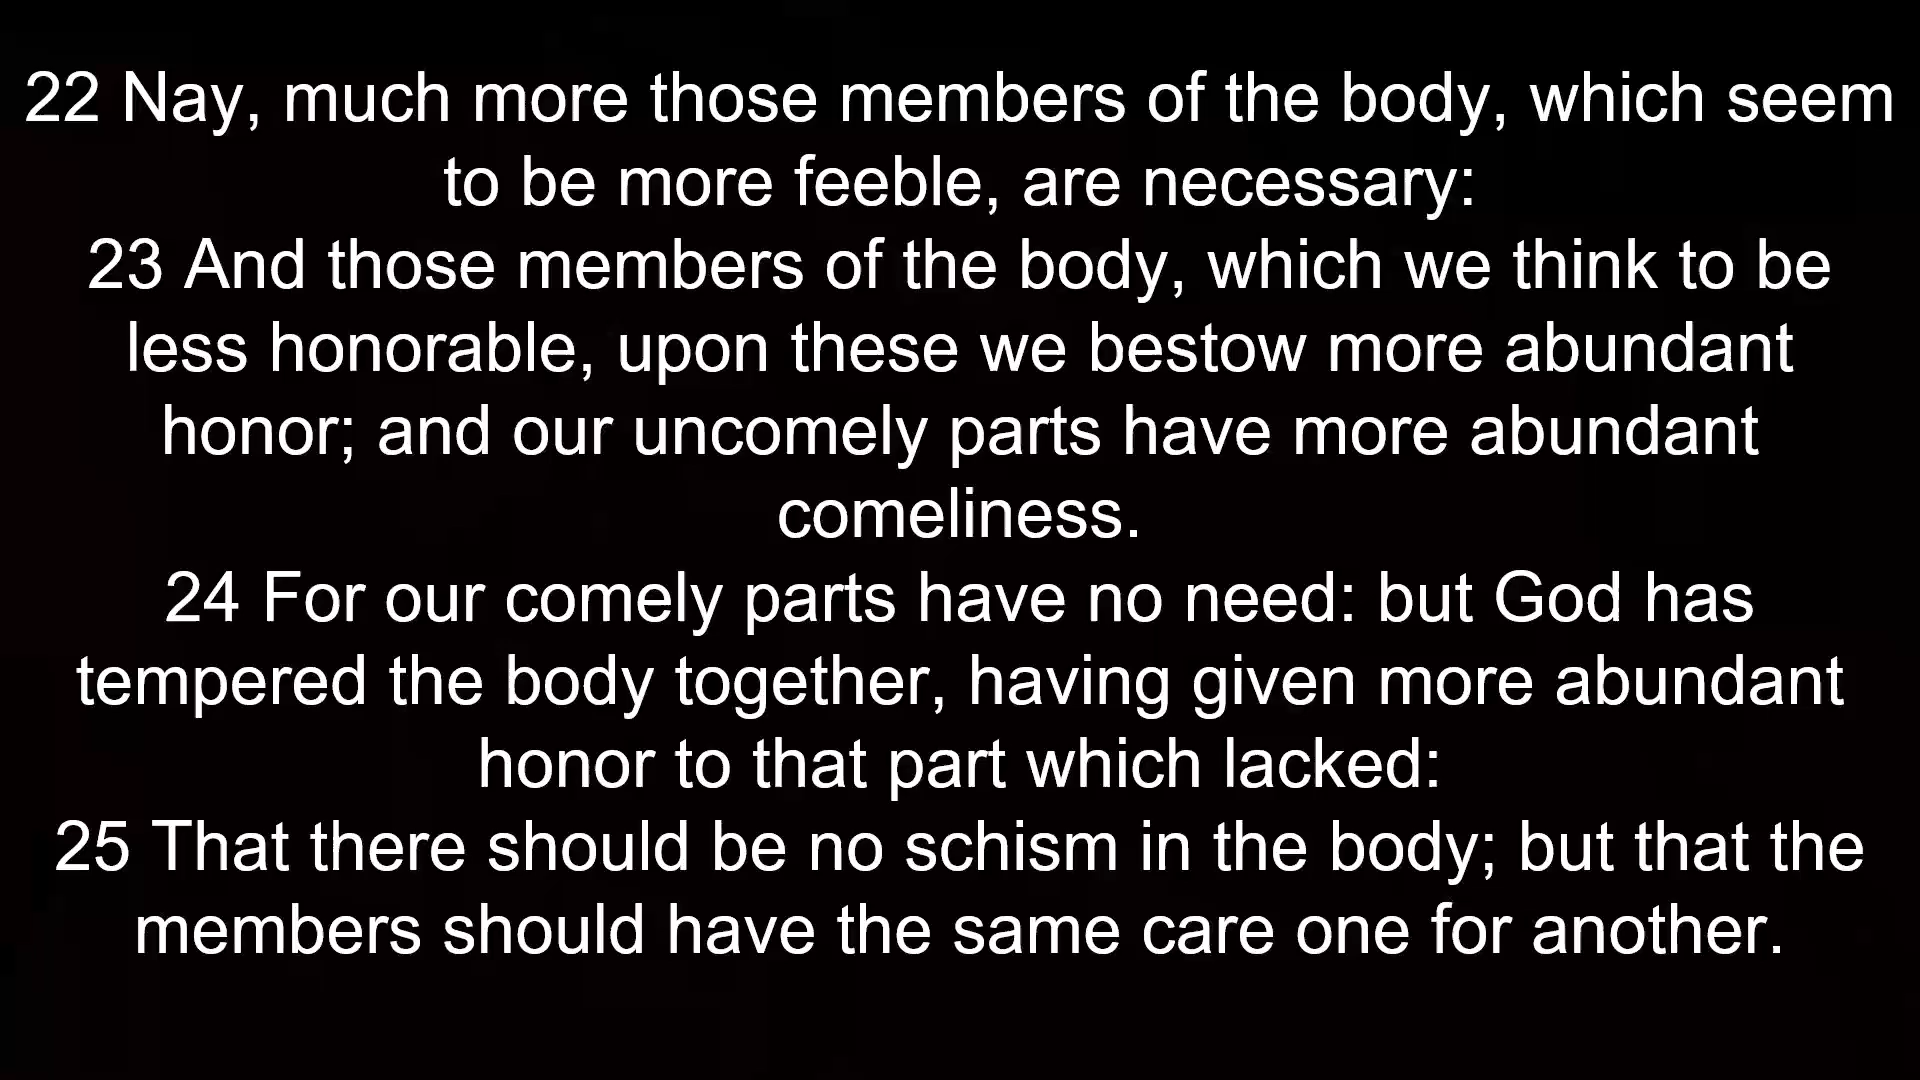 22 Nay, much more those members of the body, which seem
to be more feeble, are necessary:
23 And those members of the body, which we think to be
less honorable, upon these we bestow more abundant
honor; and our uncomely parts have more abundant
comeliness.
24 For our comely parts have no need: but God has
tempered the body together, having given more abundant
honor to that part which lacked:
25 That there should be no schism in the body; but that the
members should have the same care one for another.